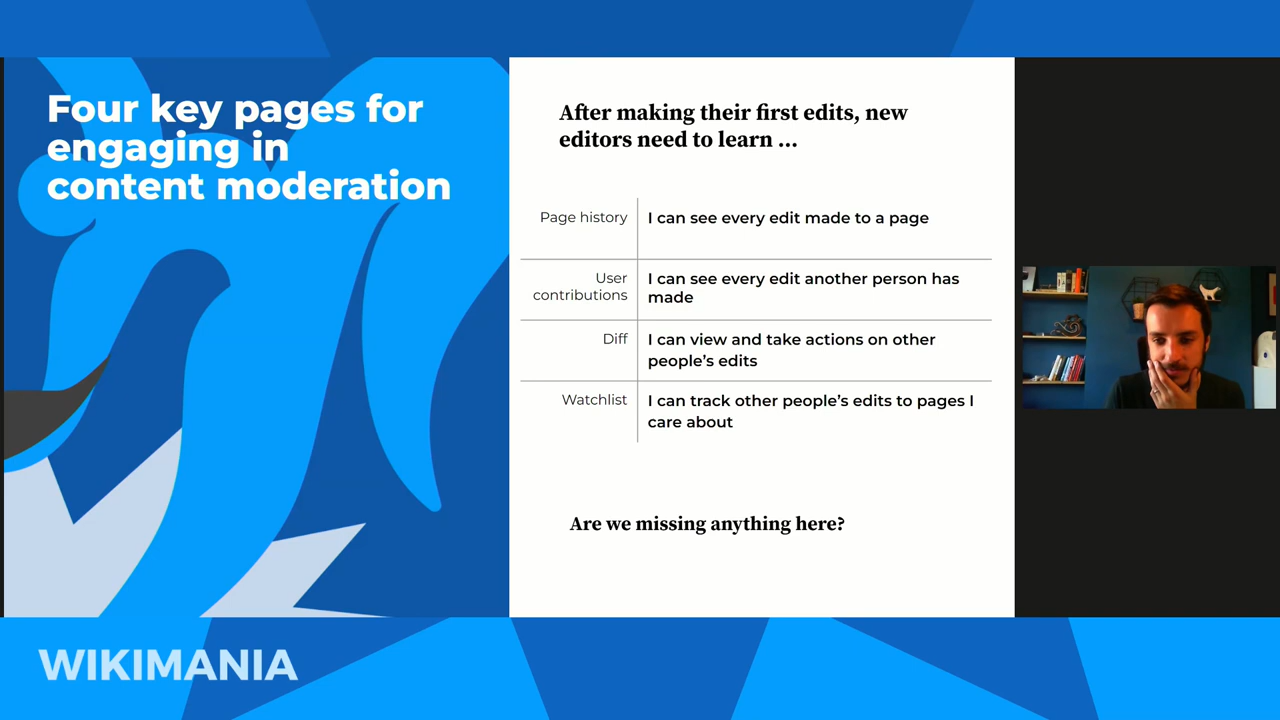 Four key pages for
engaging in
content moderation
After making their first edits, new
editors need to learn ...
Page history
I can see every edit made to a page
User
contributions
I can see every edit another person has
made
Diff
I can view and take actions on other
people’s edits
Watchlist
I can track other people’s edits to pages I
care about
Are we missing anything here?
WIKIMANIA